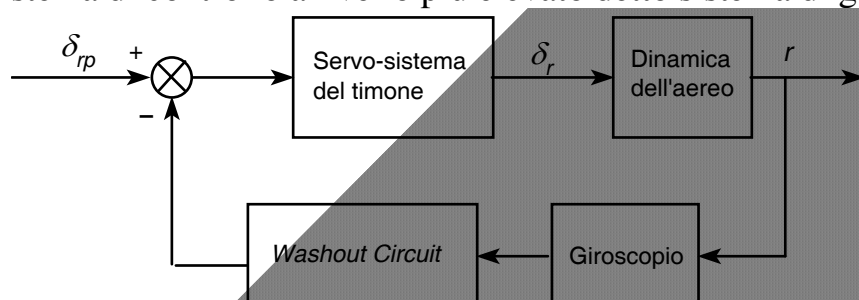 δrp
+
−
Servo-sistema
del timone
δr
Dinamica
dell'aereo
r
Washout Circuit
Giroscopio